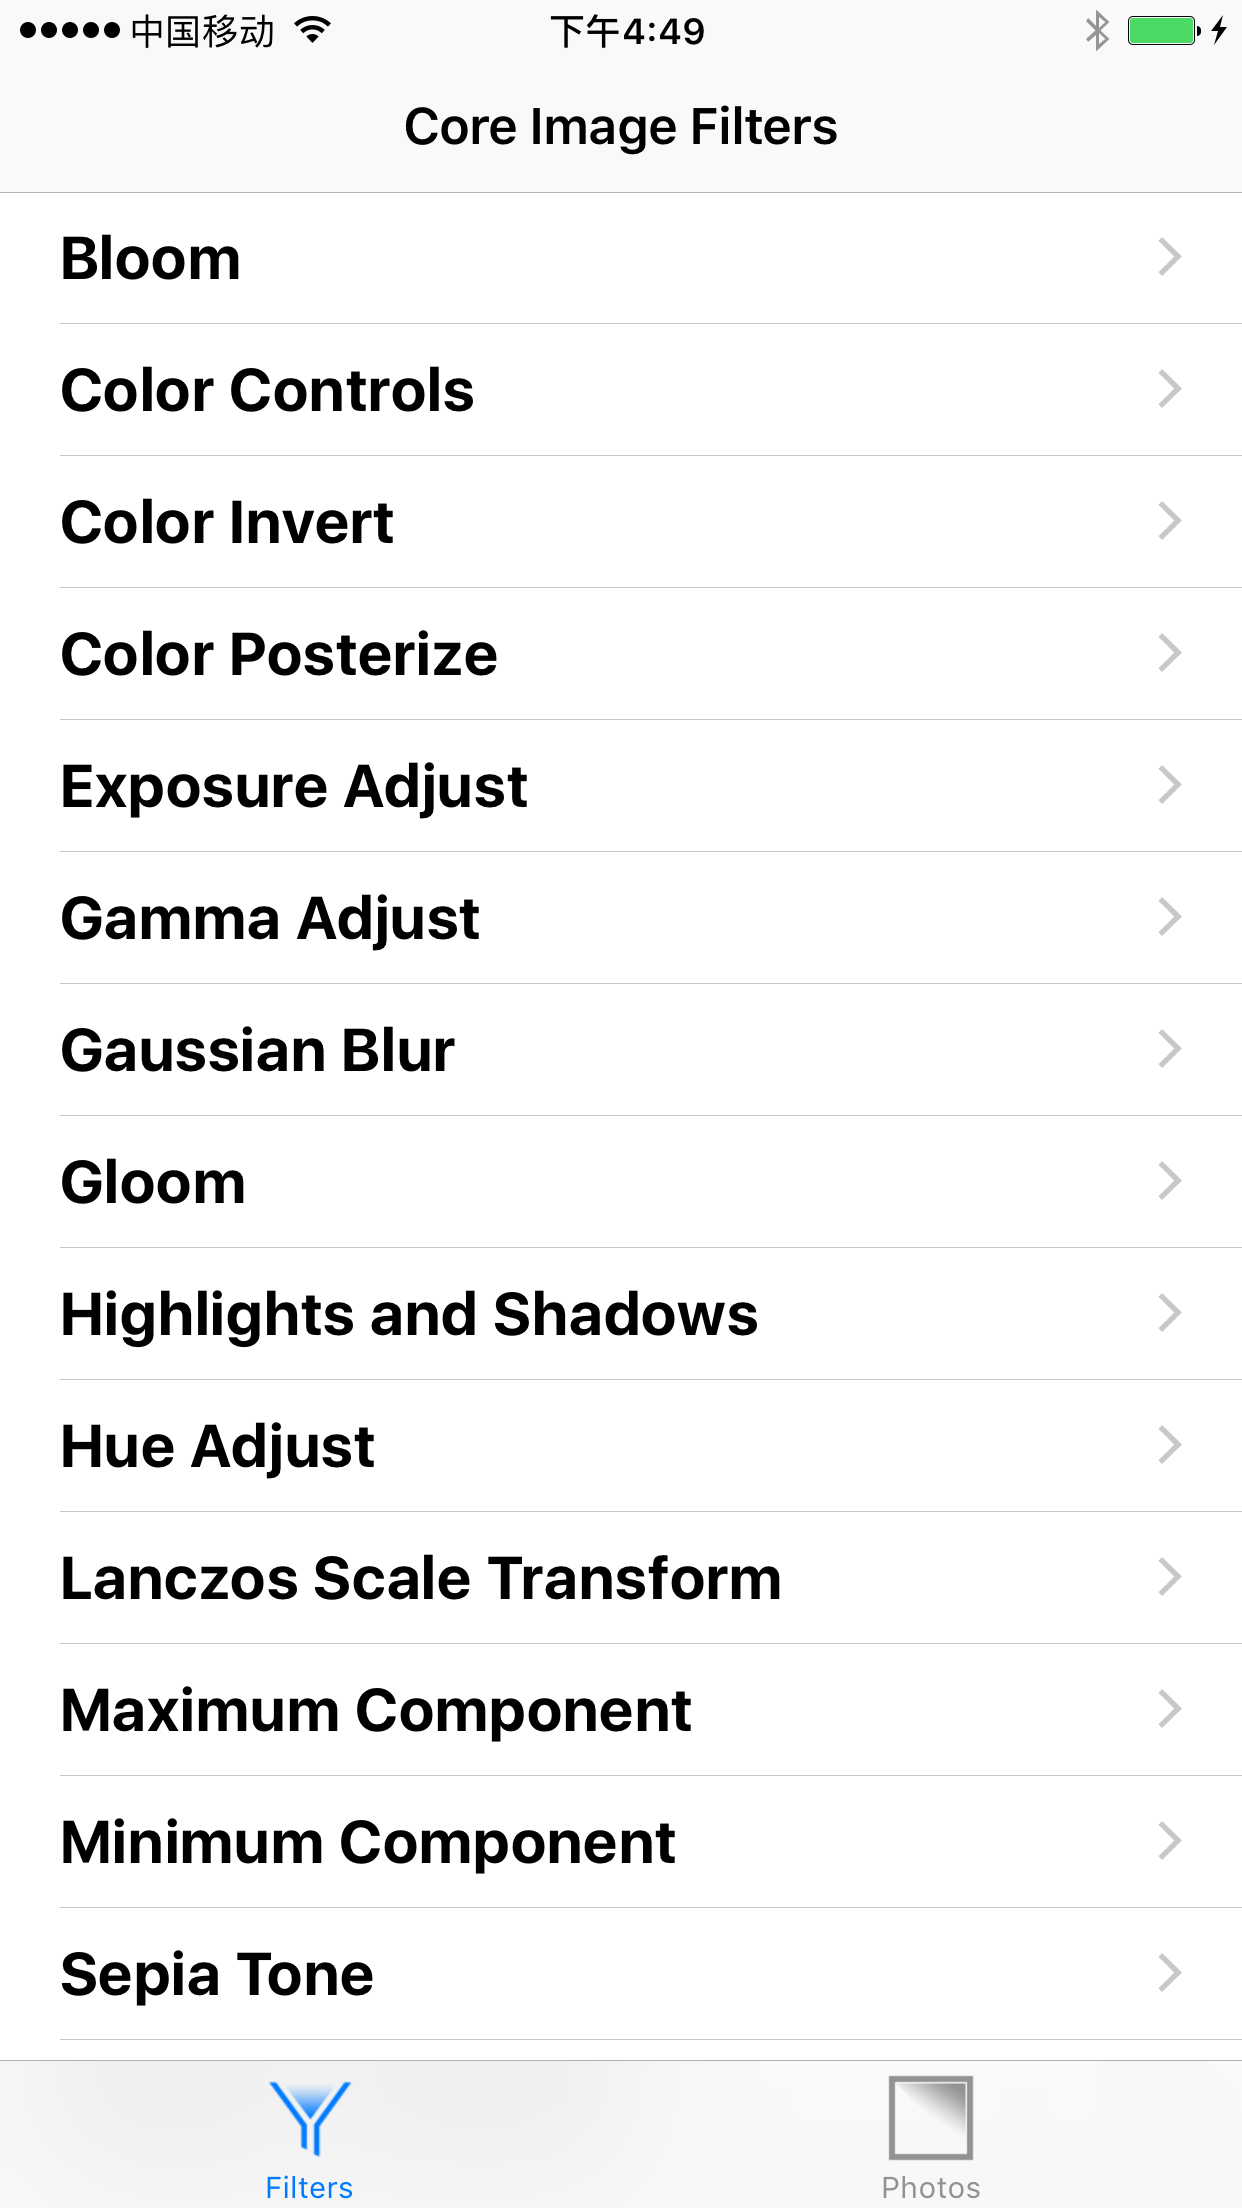 中国移动 下午4:49
Core Image Filters
Bloom
Color Controls
Color Invert
Color Posterize
Exposure Adjust
Gamma Adjust
Gaussian Blur
Gloom
Highlights and Shadows
Hue Adjust
Lanczos Scale Transform
Maximum Component
Minimum Component
Sepia Tone
Filters Photos